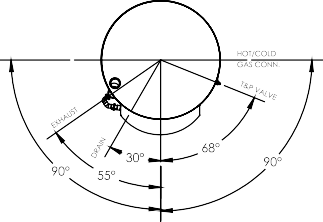 HOT/COLD
GAS CONN
T&P VALVE
EXHAUST
DRAIN
30°
68°
90°
55°
90°